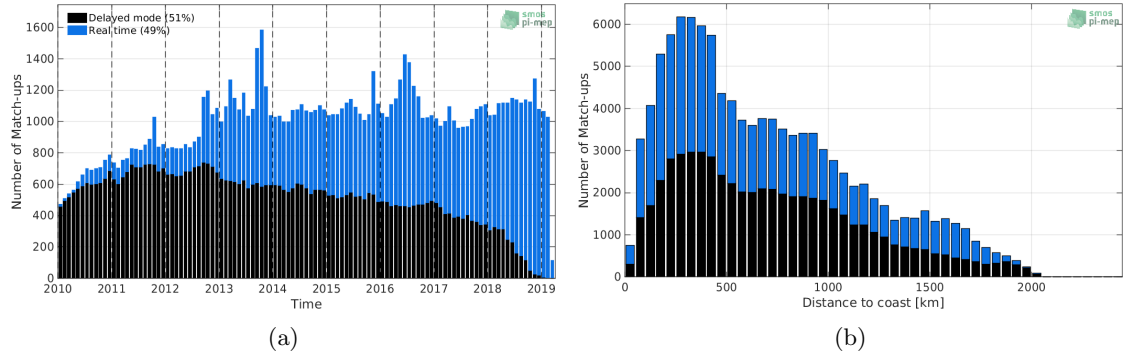 Delayed mode (51%)
Real time (49%)
smos
pi-mep
Number of Match-ups
1600
1400
1200
1000
800
600
400
200
0
2010 2011 2012 2013 2014 2015 2016 2017 2018 2019
Time
(a)
smos
pi-mep
Number of Match-ups
6000
5000
4000
3000
2000
1000
0
0 500 1000 1500 2000
Distance to coast [km]
(b)